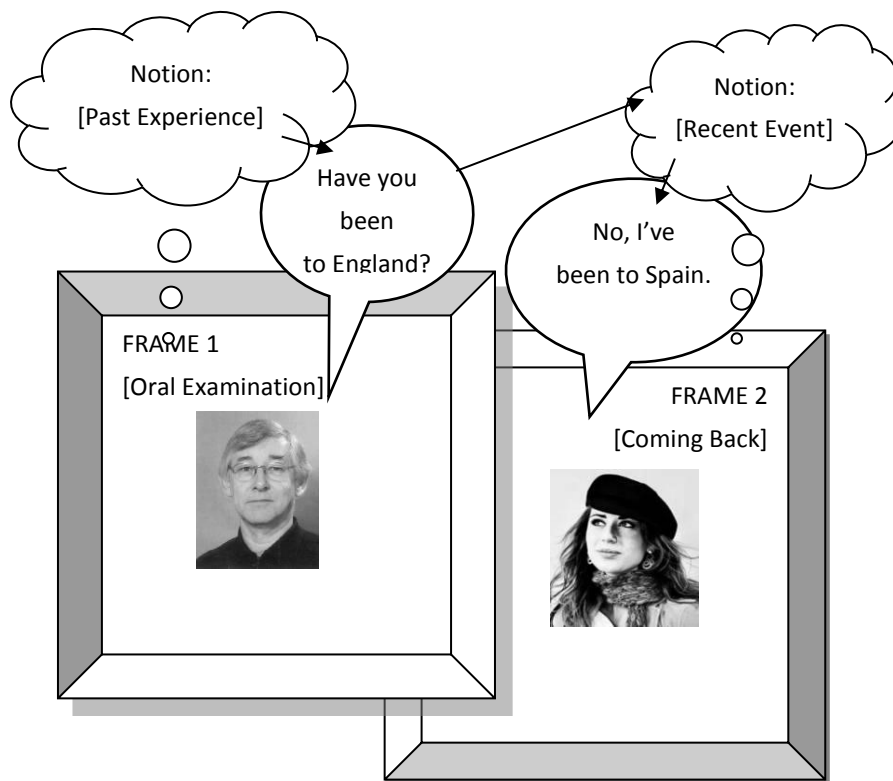 Notion:
[Past Experience]
Notion:
[Recent Event]
Have you
been
to England?
No, I’ve
been to Spain.
FRAME 1
[Oral Examination]
FRAME 2
[Coming Back]